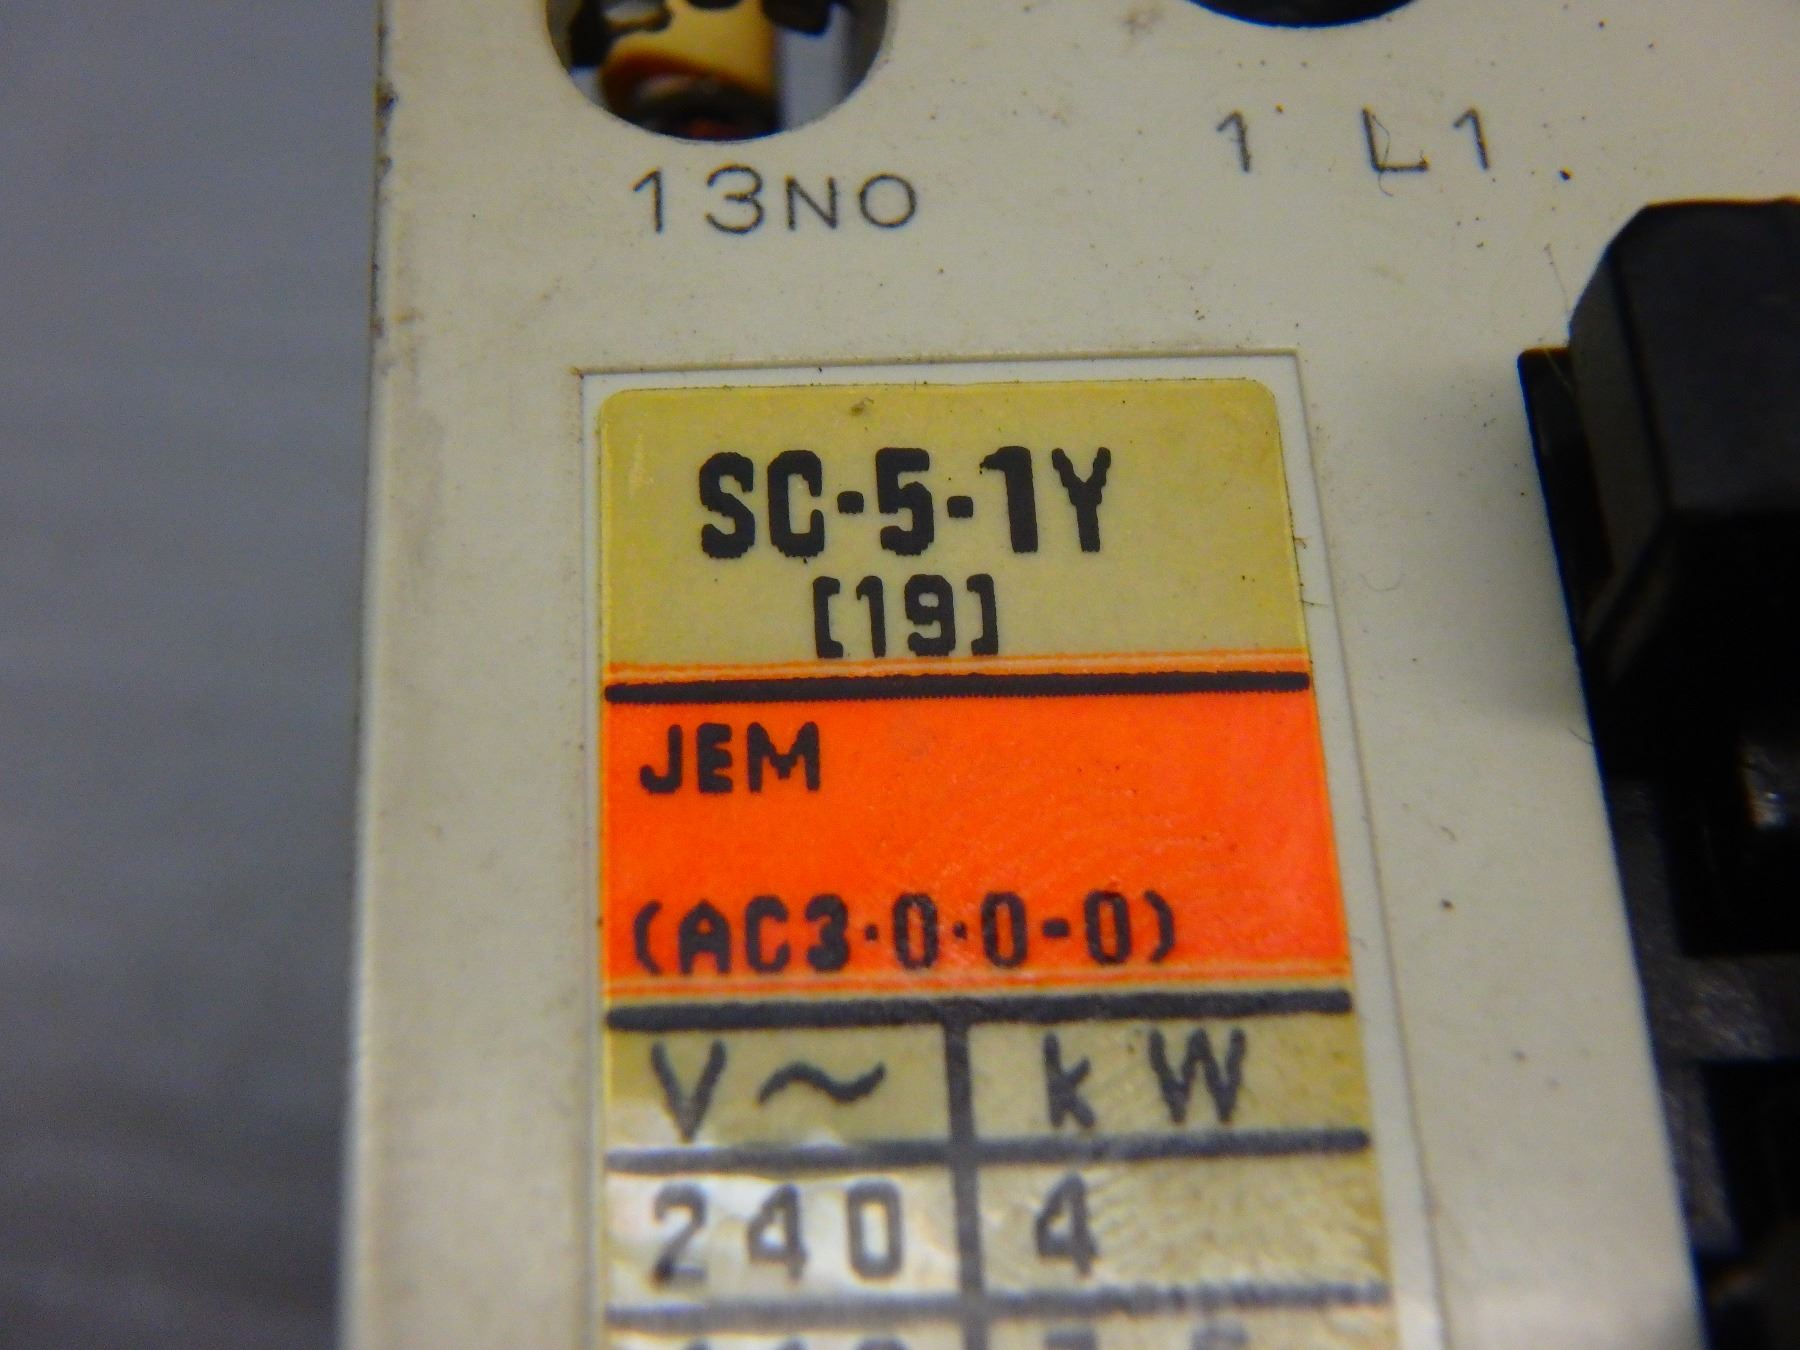 13NO 1 L1
SC-5-1Y
[19]
JEM
(AC3·0·0-0)
V~ kW
240 4